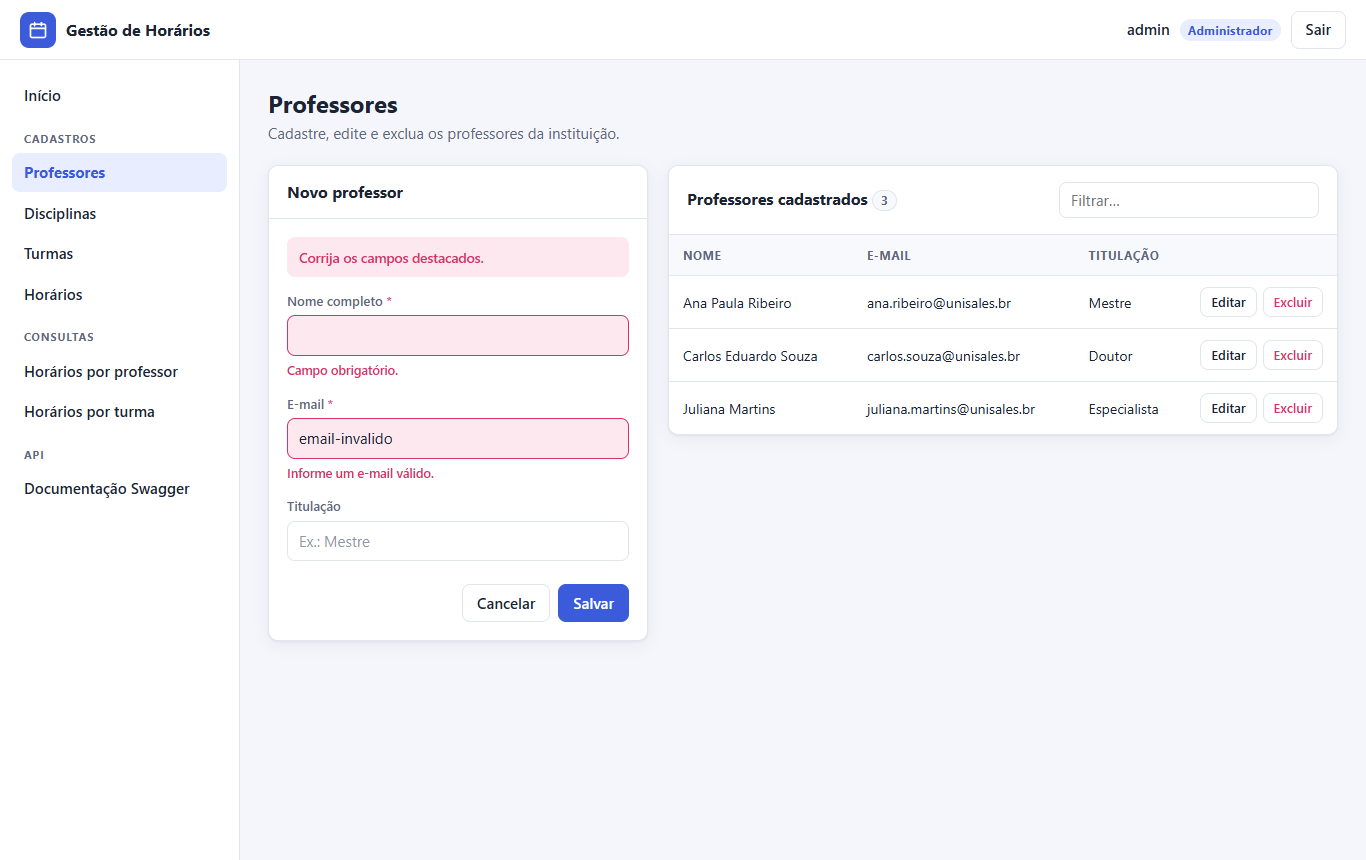 Gestão de Horários
admin Administrador Sair
Início
CADASTROS
Professores
Disciplinas
Turmas
Horários
CONSULTAS
Horários por professor
Horários por turma
API
Documentação Swagger
Professores
Cadastre, edite e exclua os professores da instituição.
Novo professor
Corrija os campos destacados.
Nome completo *
Campo obrigatório.
E-mail *
email-invalido
Informe um e-mail válido.
Titulação
Ex.: Mestre
Cancelar Salvar
Professores cadastrados 3 Filtrar...
NOME E-MAIL TITULAÇÃO
Ana Paula Ribeiro ana.ribeiro@unisales.br Mestre Editar Excluir
Carlos Eduardo Souza carlos.souza@unisales.br Doutor Editar Excluir
Juliana Martins juliana.martins@unisales.br Especialista Editar Excluir